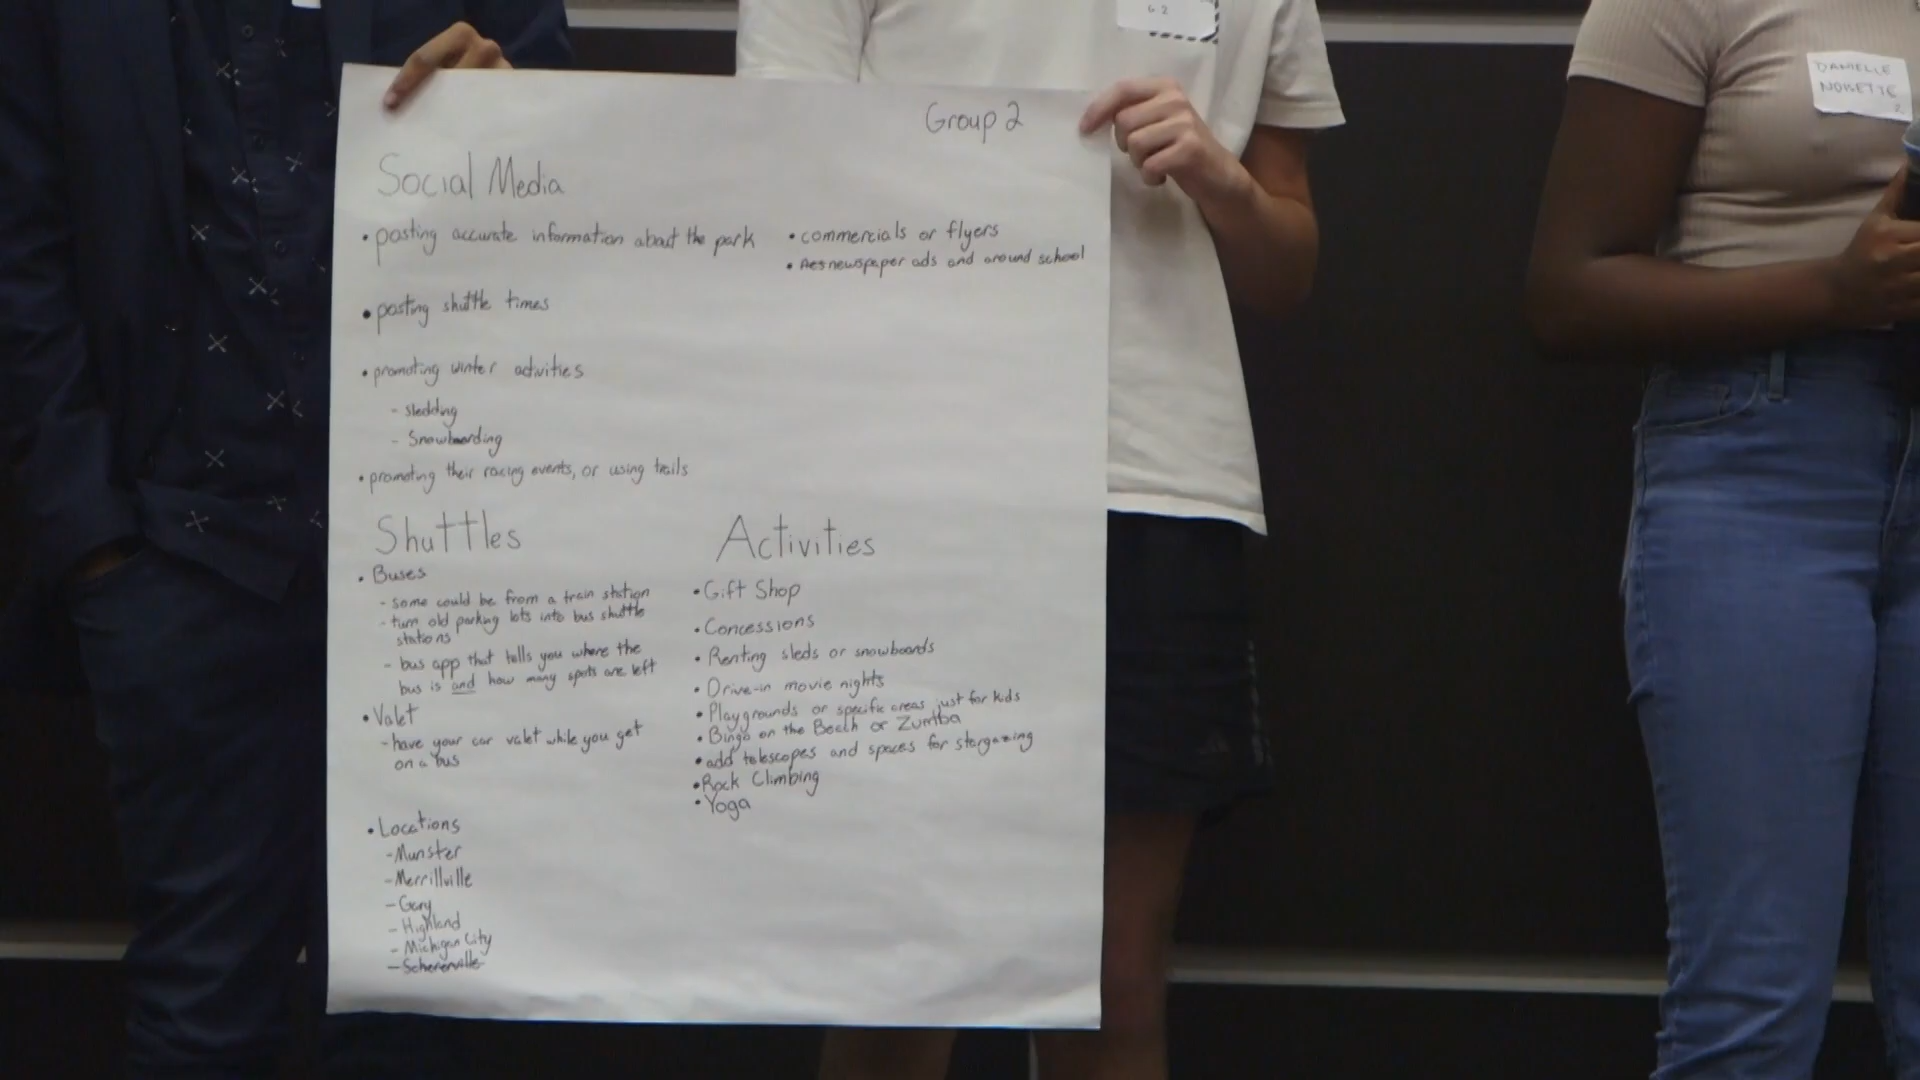 Group 2
Social Media
• posting accurate information about the park
• commercials or flyers
• newspaper ads and around school
• posting shuttle times
• promoting winter activities
- sledding
- Snowboarding
• promoting their racing events, or using trails
Shuttles
• Buses
- some could be from a train station
- turn old parking lots into bus shuttle
stations
- bus app that tells you where the
bus is and how many spots are left
• Valet
- have your car valet while you get
on a bus
• Locations
- Munster
- Merrillville
- Gary
- Highland
- Michigan City
- Schererville
Activities
• Gift Shop
• Concessions
• Renting sleds or snowboards
• Drive-in movie nights
• Playgrounds or specific areas just for kids
• Bingo on the Beach or Zumba
• add telescopes and spaces for stargazing
• Rock Climbing
• Yoga
G2
DANIELLE
NOISETTE
2